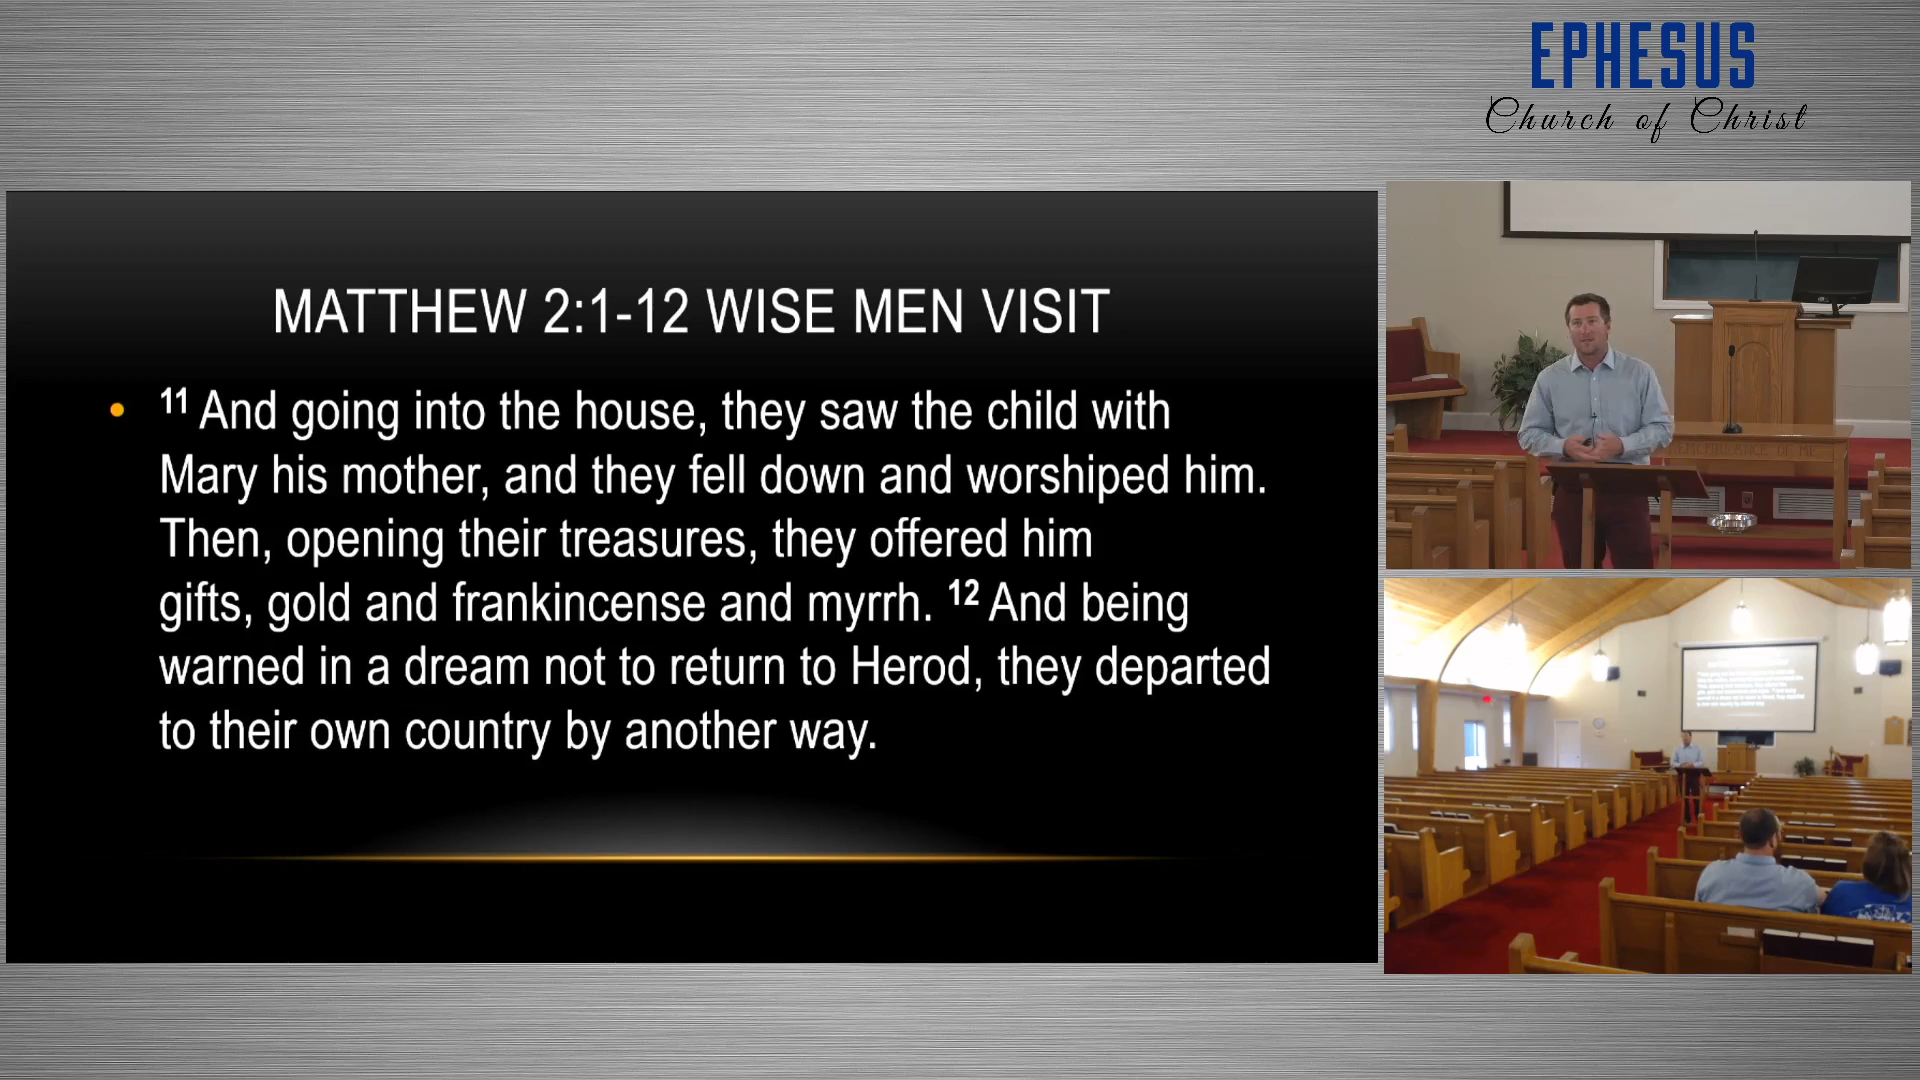 EPHESUS
Church of Christ
MATTHEW 2:1-12 WISE MEN VISIT
• ¹¹ And going into the house, they saw the child with
Mary his mother, and they fell down and worshiped him.
Then, opening their treasures, they offered him
gifts, gold and frankincense and myrrh. ¹² And being
warned in a dream not to return to Herod, they departed
to their own country by another way.
REMEMBRANCE OF ME